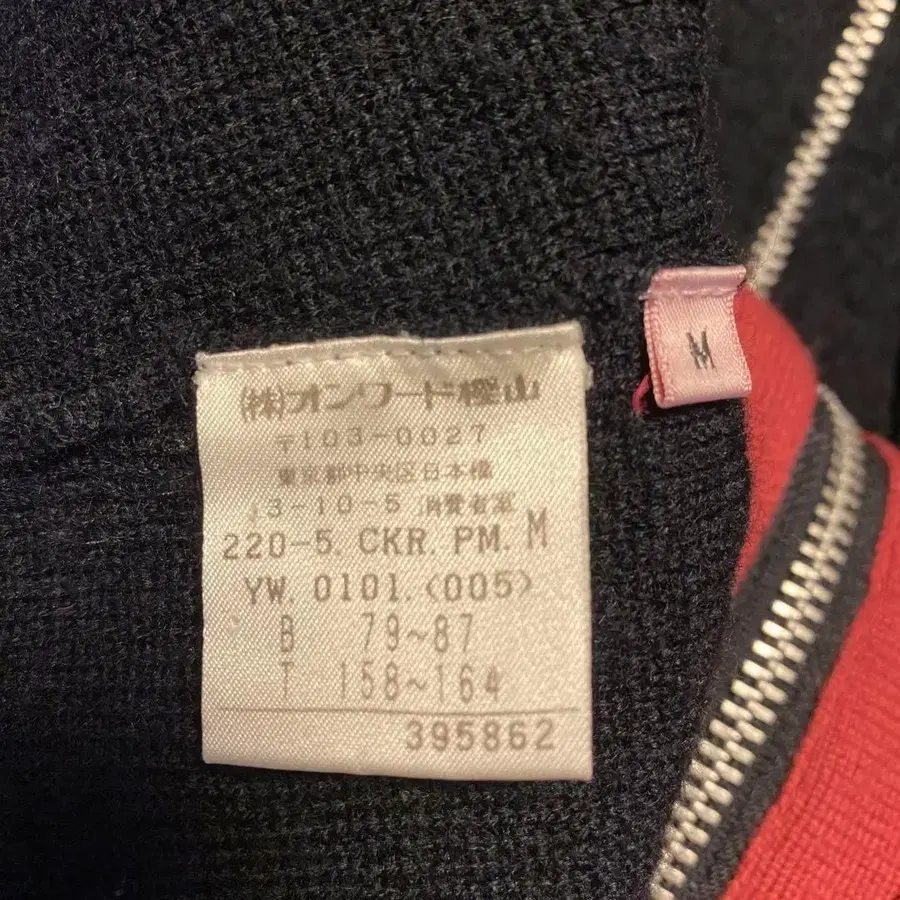 (株)オンワード樫山
〒103-0027
東京都中央区日本橋
3-10-5 消費者室
220-5. CKR. PM. M
YW. 0101. <005>
B 79~87
T 158~164
395862
M